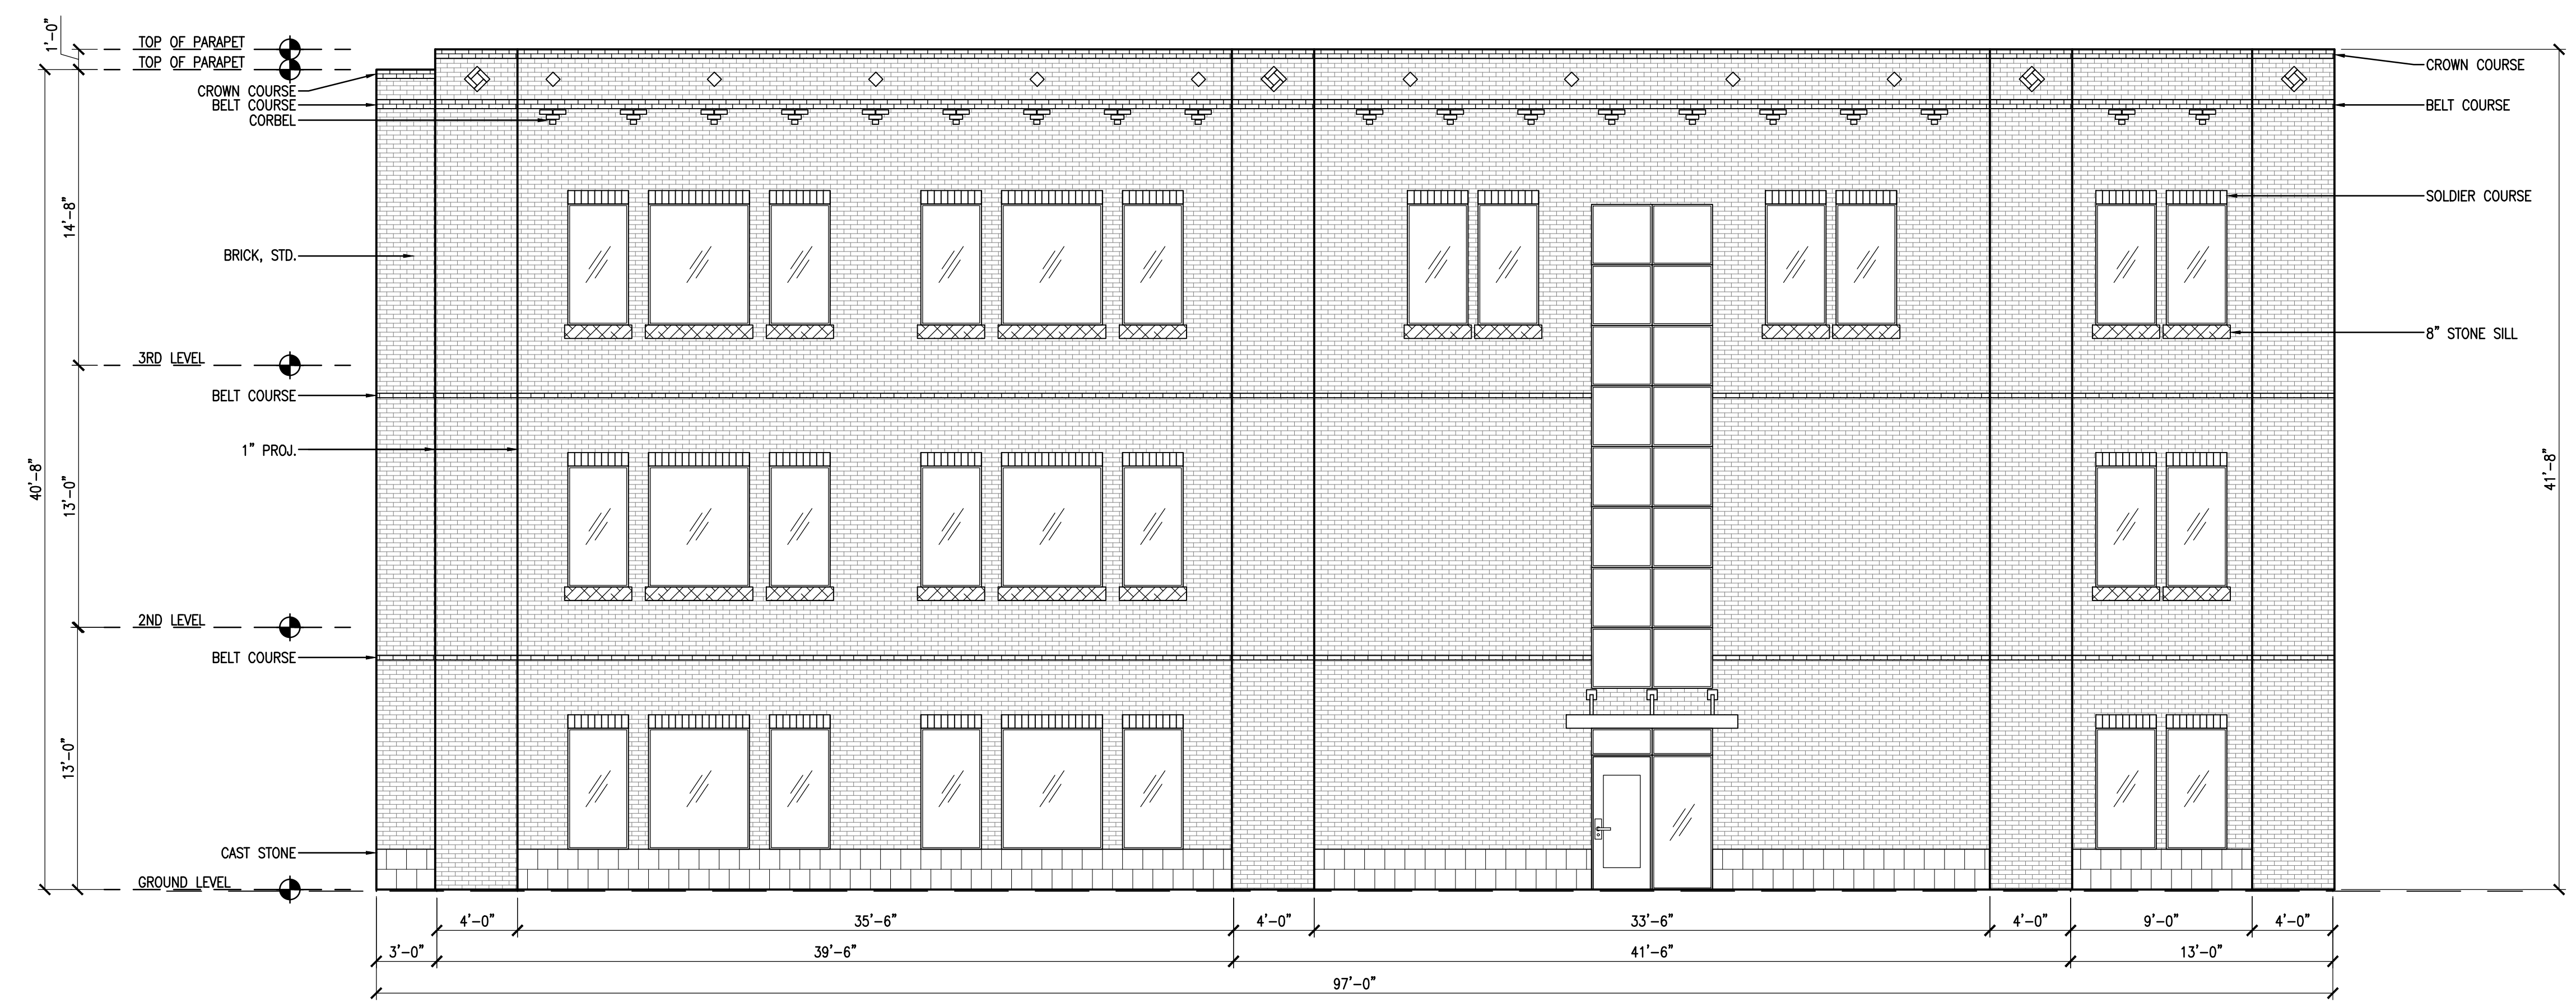 1'-0"
TOP OF PARAPET
TOP OF PARAPET
CROWN COURSE
BELT COURSE
CORBEL
14'-8"
BRICK, STD.
3RD LEVEL
BELT COURSE
1" PROJ.
40'-8"
13'-0"
2ND LEVEL
BELT COURSE
13'-0"
CAST STONE
GROUND LEVEL
CROWN COURSE
BELT COURSE
SOLDIER COURSE
8" STONE SILL
41'-8"
4'-0" 35'-6" 4'-0" 33'-6" 4'-0" 9'-0" 4'-0"
3'-0" 39'-6" 41'-6" 13'-0"
97'-0"